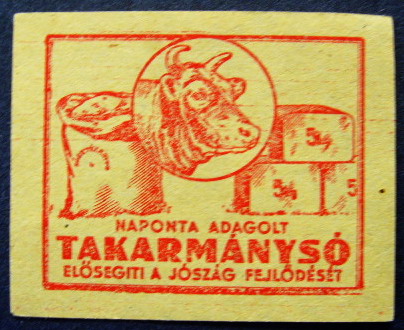 NAPONTA ADAGOLT
TAKARMÁNYSÓ
ELŐSEGITI A JÓSZÁG FEJLŐDÉSÉT